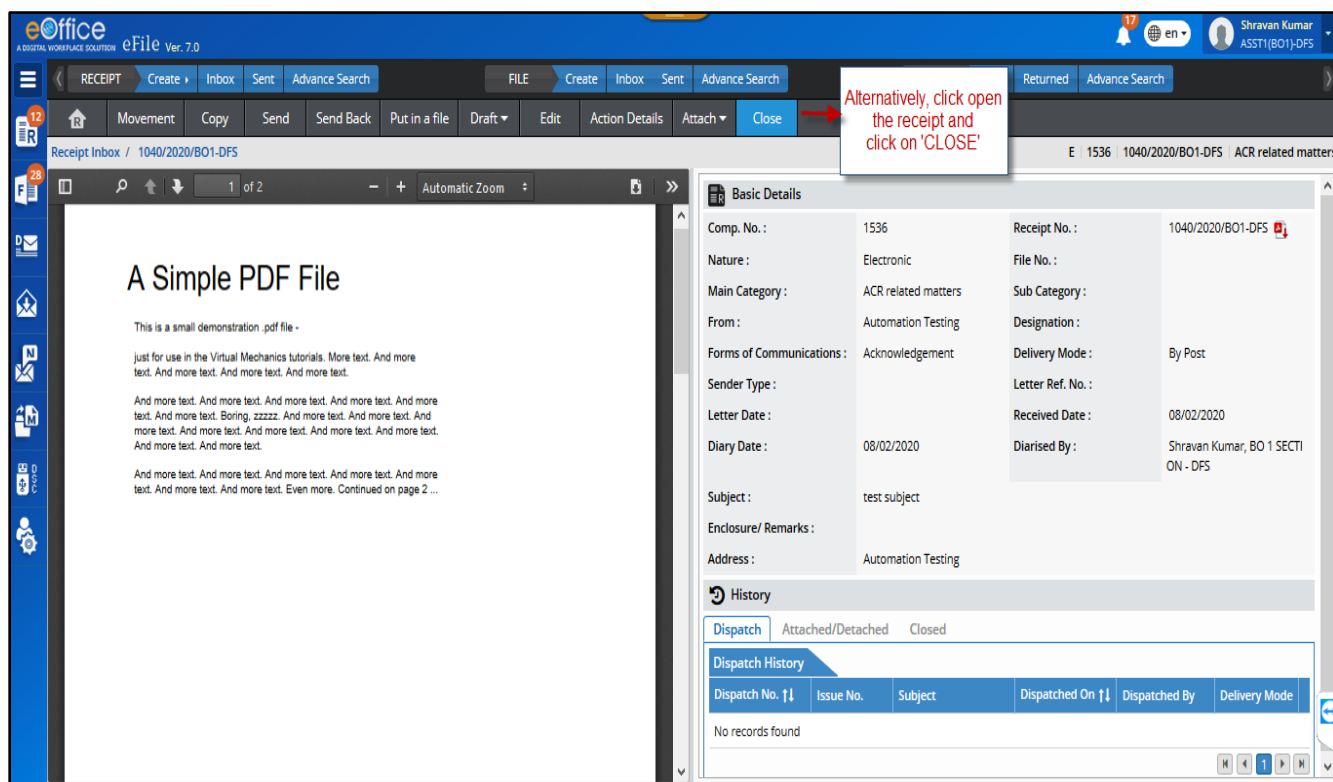 eOffice
A DIGITAL WORKPLACE SOLUTION eFile Ver. 7.0
17
en
Shravan Kumar
ASST1(BO1)-DFS
RECEIPT Create Inbox Sent Advance Search FILE Create Inbox Sent Advance Search Returned Advance Search
Movement Copy Send Send Back Put in a file Draft Edit Action Details Attach Close
Alternatively, click open
the receipt and
click on 'CLOSE'
12
R
28
F
D
N
M
DSC
Receipt Inbox / 1040/2020/BO1-DFS
E 1536 1040/2020/BO1-DFS ACR related matters
1 of 2 − + Automatic Zoom
A Simple PDF File
This is a small demonstration .pdf file -
just for use in the Virtual Mechanics tutorials. More text. And more
text. And more text. And more text. And more text.
And more text. And more text. And more text. And more text. And more
text. And more text. Boring, zzzzz. And more text. And more text. And
more text. And more text. And more text. And more text. And more text.
And more text. And more text.
And more text. And more text. And more text. And more text. And more
text. And more text. And more text. Even more. Continued on page 2 ...
Basic Details
Comp. No. : 1536 Receipt No. : 1040/2020/BO1-DFS
Nature : Electronic File No. :
Main Category : ACR related matters Sub Category :
From : Automation Testing Designation :
Forms of Communications : Acknowledgement Delivery Mode : By Post
Sender Type : Letter Ref. No. :
Letter Date : Received Date : 08/02/2020
Diary Date : 08/02/2020 Diarised By : Shravan Kumar, BO 1 SECTI
ON - DFS
Subject : test subject
Enclosure/ Remarks :
Address : Automation Testing
History
Dispatch Attached/Detached Closed
Dispatch History
Dispatch No. Issue No. Subject Dispatched On Dispatched By Delivery Mode
No records found
1